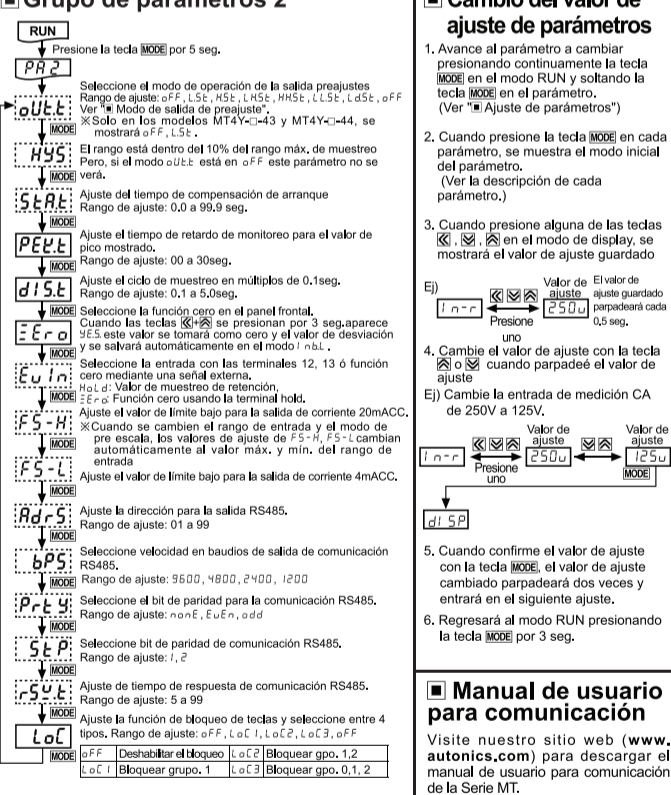 ■ Grupo de parámetros 2
RUN
Presione la tecla MODE por 5 seg.
PA2
Seleccione el modo de operación de la salida preajustes
oUt.t
Rango de ajuste: oFF, L.St, H.St, LH.St, HH.St, LL.St, Ld.St, oFF
Ver "■ Modo de salida de preajuste".
※Solo en los modelos MT4Y-□-43 y MT4Y-□-44, se
MODE mostrará oFF, L.St.
HYS
El rango está dentro del 10% del rango máx. de muestreo
Pero, si el modo oUt.t está en oFF este parámetro no se
MODE verá.
StA.t
Ajuste del tiempo de compensación de arranque
Rango de ajuste: 0.0 a 99.9 seg.
MODE
PEK.t
Ajuste el tiempo de retardo de monitoreo para el valor de
pico mostrado.
Rango de ajuste: 00 a 30seg.
MODE
dIS.t
Ajuste el ciclo de muestreo en múltiplos de 0.1seg.
Rango de ajuste: 0.1 a 5.0seg.
MODE
Seleccione la función cero en el panel frontal.
ZEro
Cuando las teclas «+︽ se presionan por 3 seg.aparece
YES. este valor se tomará como cero y el valor de desviación
MODE y se salvará automáticamente en el modo InbL.
EuIn
Seleccione la entrada con las terminales 12, 13 ó función
cero mediante una señal externa.
HoLd: Valor de muestreo de retención,
MODE ZEro: Función cero usando la terminal hold.
FS-H
Ajuste el valor de límite bajo para la salida de corriente 20mACC.
※Cuando se cambien el rango de entrada y el modo de
MODE pre escala, los valores de ajuste de FS-H, FS-L cambian
automáticamente al valor máx. y mín. del rango de
entrada
FS-L
Ajuste el valor de límite bajo para la salida de corriente 4mACC.
MODE
AdrS
Ajuste la dirección para la salida RS485.
Rango de ajuste: 01 a 99
MODE
bPS
Seleccione velocidad en baudios de salida de comunicación
RS485.
MODE Rango de ajuste: 9600, 4800, 2400, 1200
PrtY
Seleccione el bit de paridad para la comunicación RS485.
Rango de ajuste: nonE, EuEn, odd
MODE
StP
Seleccione bit de paridad de comunicación RS485.
Rango de ajuste: 1, 2
MODE
rSY.t
Ajuste de tiempo de respuesta de comunicación RS485.
Rango de ajuste: 5 a 99
MODE
LoC
Ajuste la función de bloqueo de teclas y seleccione entre 4
tipos. Rango de ajuste: oFF, LoC1, LoC2, LoC3, oFF
MODE oFF Deshabilitar el bloqueo LoC2 Bloquear gpo. 1,2
LoC1 Bloquear grupo. 1 LoC3 Bloquear gpo. 0,1, 2
■ Cambio del valor de
ajuste de parámetros
1. Avance al parámetro a cambiar
presionando continuamente la tecla
MODE en el modo RUN y soltando la
tecla MODE en el parámetro.
(Ver "■ Ajuste de parámetros")
2. Cuando presione la tecla MODE en cada
parámetro, se muestra el modo inicial
del parámetro.
(Ver la descripción de cada
parámetro.)
3. Cuando presione alguna de las teclas
«, ︾, ︽ en el modo de display, se
mostrará el valor de ajuste guardado
Ej)
In-r
« ︾ ︽
Presione
uno
Valor de
ajuste
250u
El valor de
ajuste guardado
parpadeará cada
0,5 seg.
4. Cambie el valor de ajuste con la tecla
︽ o ︾ cuando parpadeé el valor de
ajuste
Ej) Cambie la entrada de medición CA
de 250V a 125V.
In-r
« ︾ ︽
Presione
uno
Valor de
ajuste
250u
︾ ︽
Valor de
ajuste
125u
MODE
dISP
5. Cuando confirme el valor de ajuste
con la tecla MODE, el valor de ajuste
cambiado parpadeará dos veces y
entrará en el siguiente ajuste.
6. Regresará al modo RUN presionando
la tecla MODE por 3 seg.
■ Manual de usuario
para comunicación
Visite nuestro sitio web (www.
autonics.com) para descargar el
manual de usuario para comunicación
de la Serie MT.